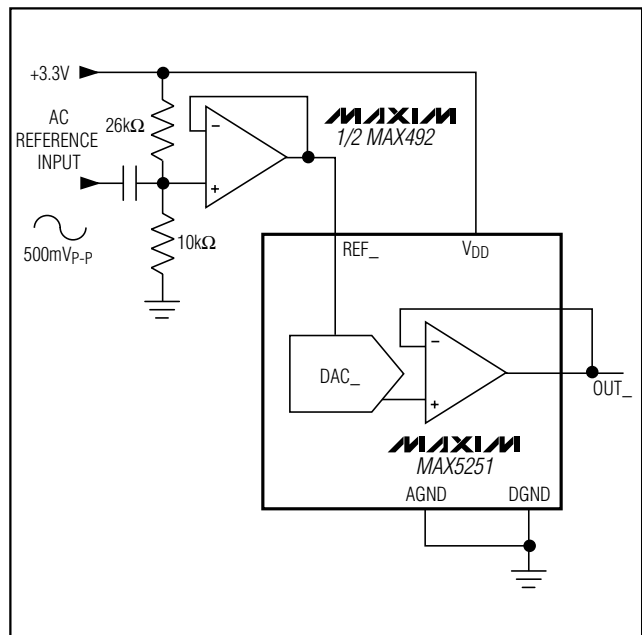 +3.3V
AC
REFERENCE
INPUT
26kΩ
MAXIM
1/2 MAX492
500mVP-P
10kΩ
REF_
VDD
DAC_
OUT_
MAXIM
MAX5251
AGND
DGND
−
+
−
+